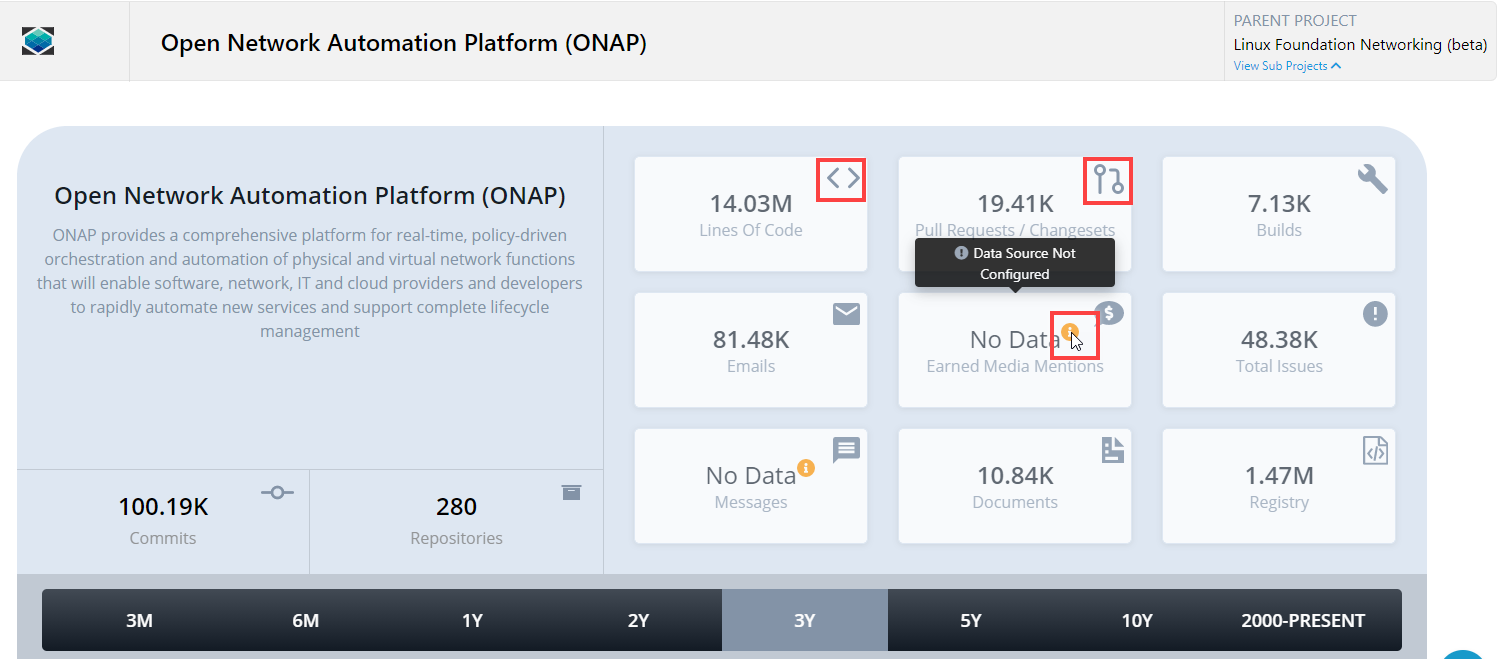 Open Network Automation Platform (ONAP)
PARENT PROJECT
Linux Foundation Networking (beta)
View Sub Projects
Open Network Automation Platform (ONAP)
ONAP provides a comprehensive platform for real-time, policy-driven
orchestration and automation of physical and virtual network functions
that will enable software, network, IT and cloud providers and developers
to rapidly automate new services and support complete lifecycle
management
100.19K
Commits
280
Repositories
14.03M
Lines Of Code
19.41K
Pull Requests / Changesets
7.13K
Builds
Data Source Not
Configured
81.48K
Emails
No Data
Earned Media Mentions
48.38K
Total Issues
No Data
Messages
10.84K
Documents
1.47M
Registry
3M 6M 1Y 2Y 3Y 5Y 10Y 2000-PRESENT